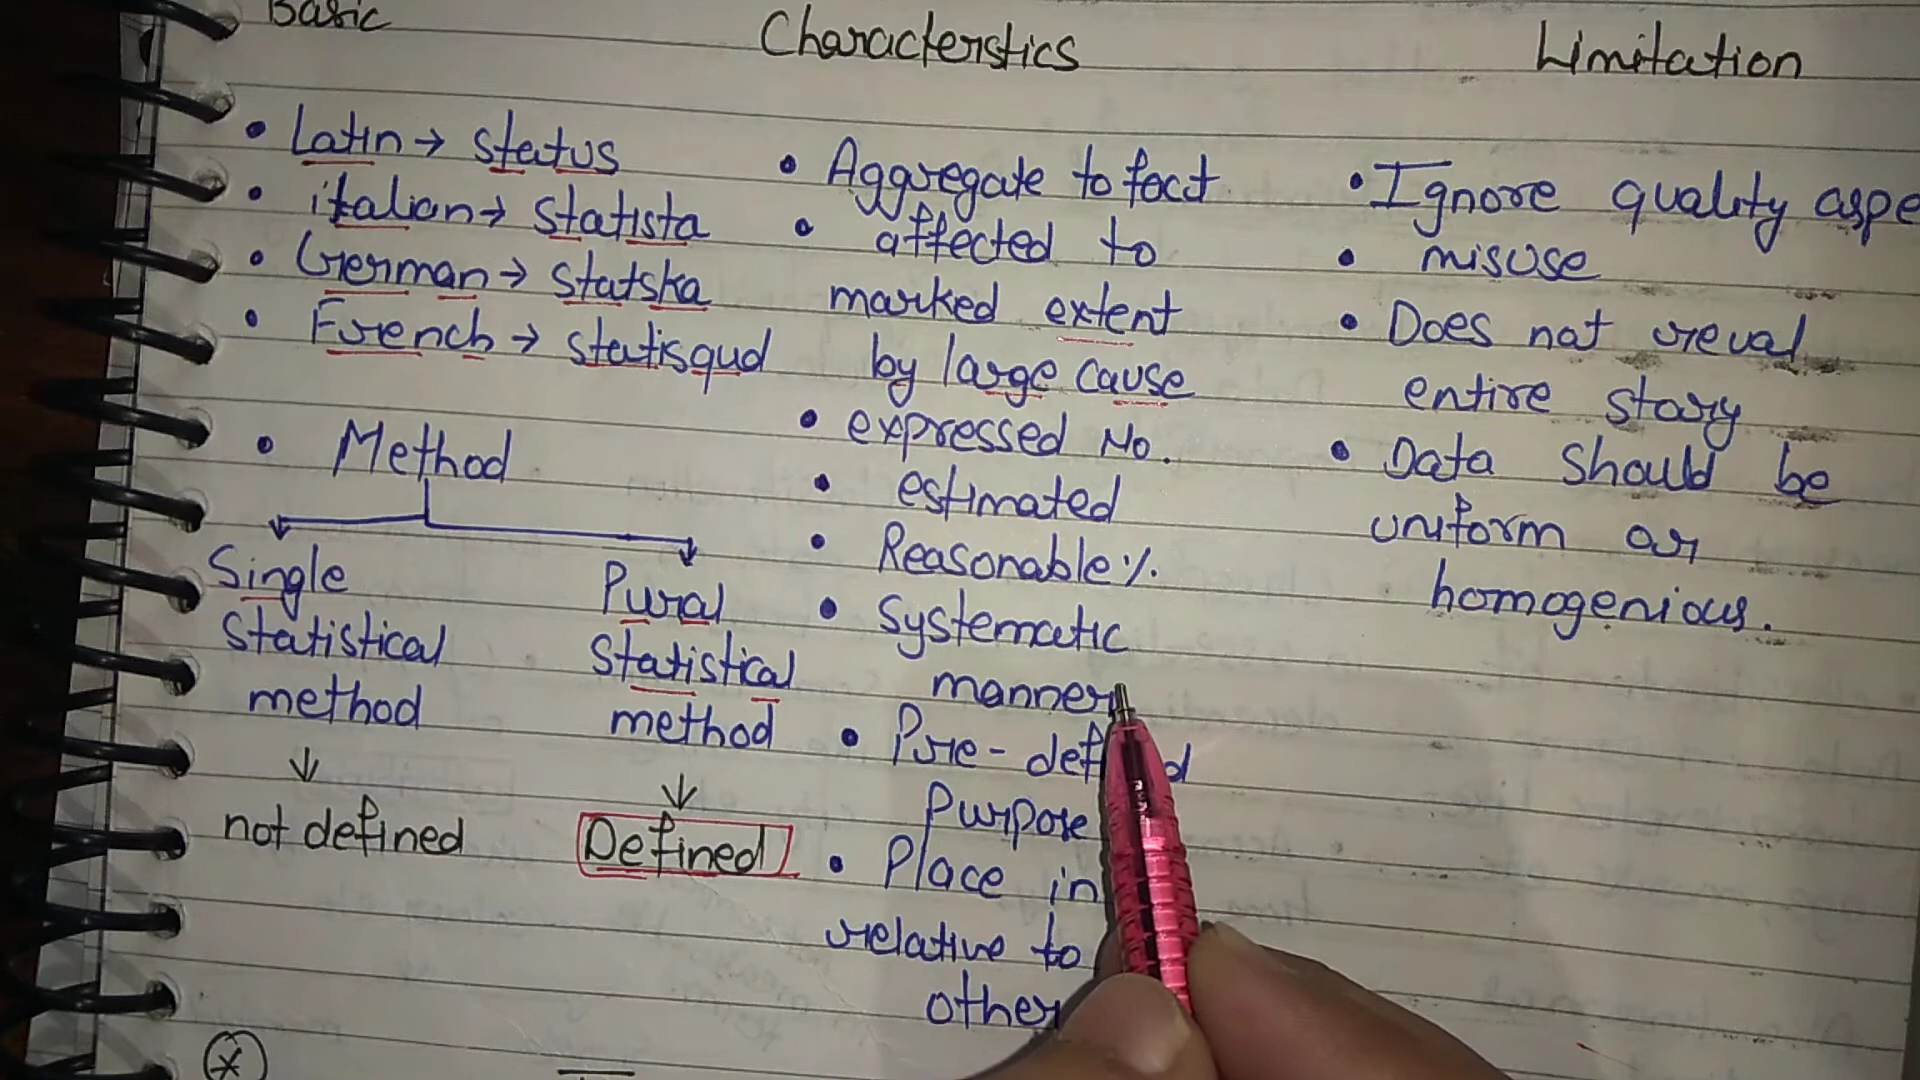 Basic
Characterstics
Limitation
• Latin → status
• italian → statista
• German → statska
• French → statisqud
• Method
Single
Statistical
method
↓
not defined
Pural
Statistical
method
↓
Defined
• Aggregate to fact
• affected to
marked extent
by large cause
• expressed No.
• estimated
• Reasonable %.
• Systematic
manner
• Pre-defined
Purpose
• Place in
relative to
other
• Ignore quality aspe
• misuse
• Does not reval
entire story
• Data should be
uniform or
homogenious.